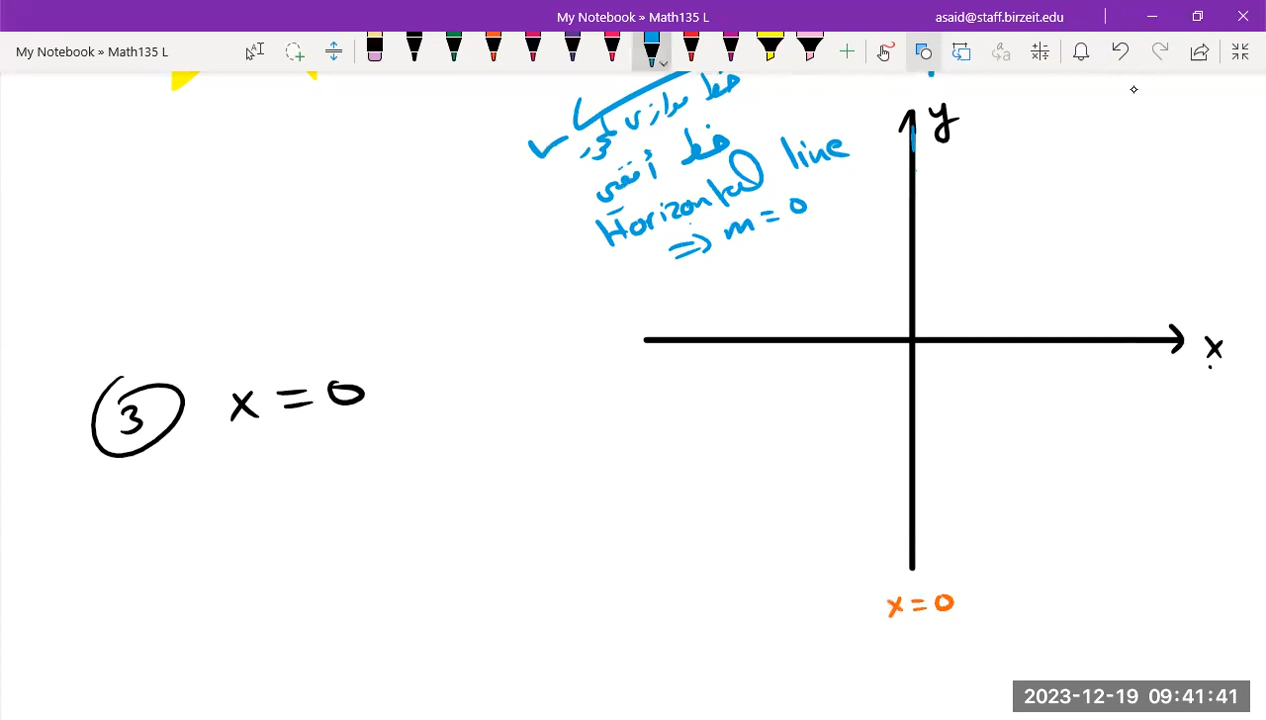 My Notebook » Math135 L
asaid@staff.birzeit.edu
My Notebook » Math135 L
خط
خط أفقي
Horizontal line
⇒ m = 0
y
x
③ x = 0
x = 0
2023-12-19 09:41:41